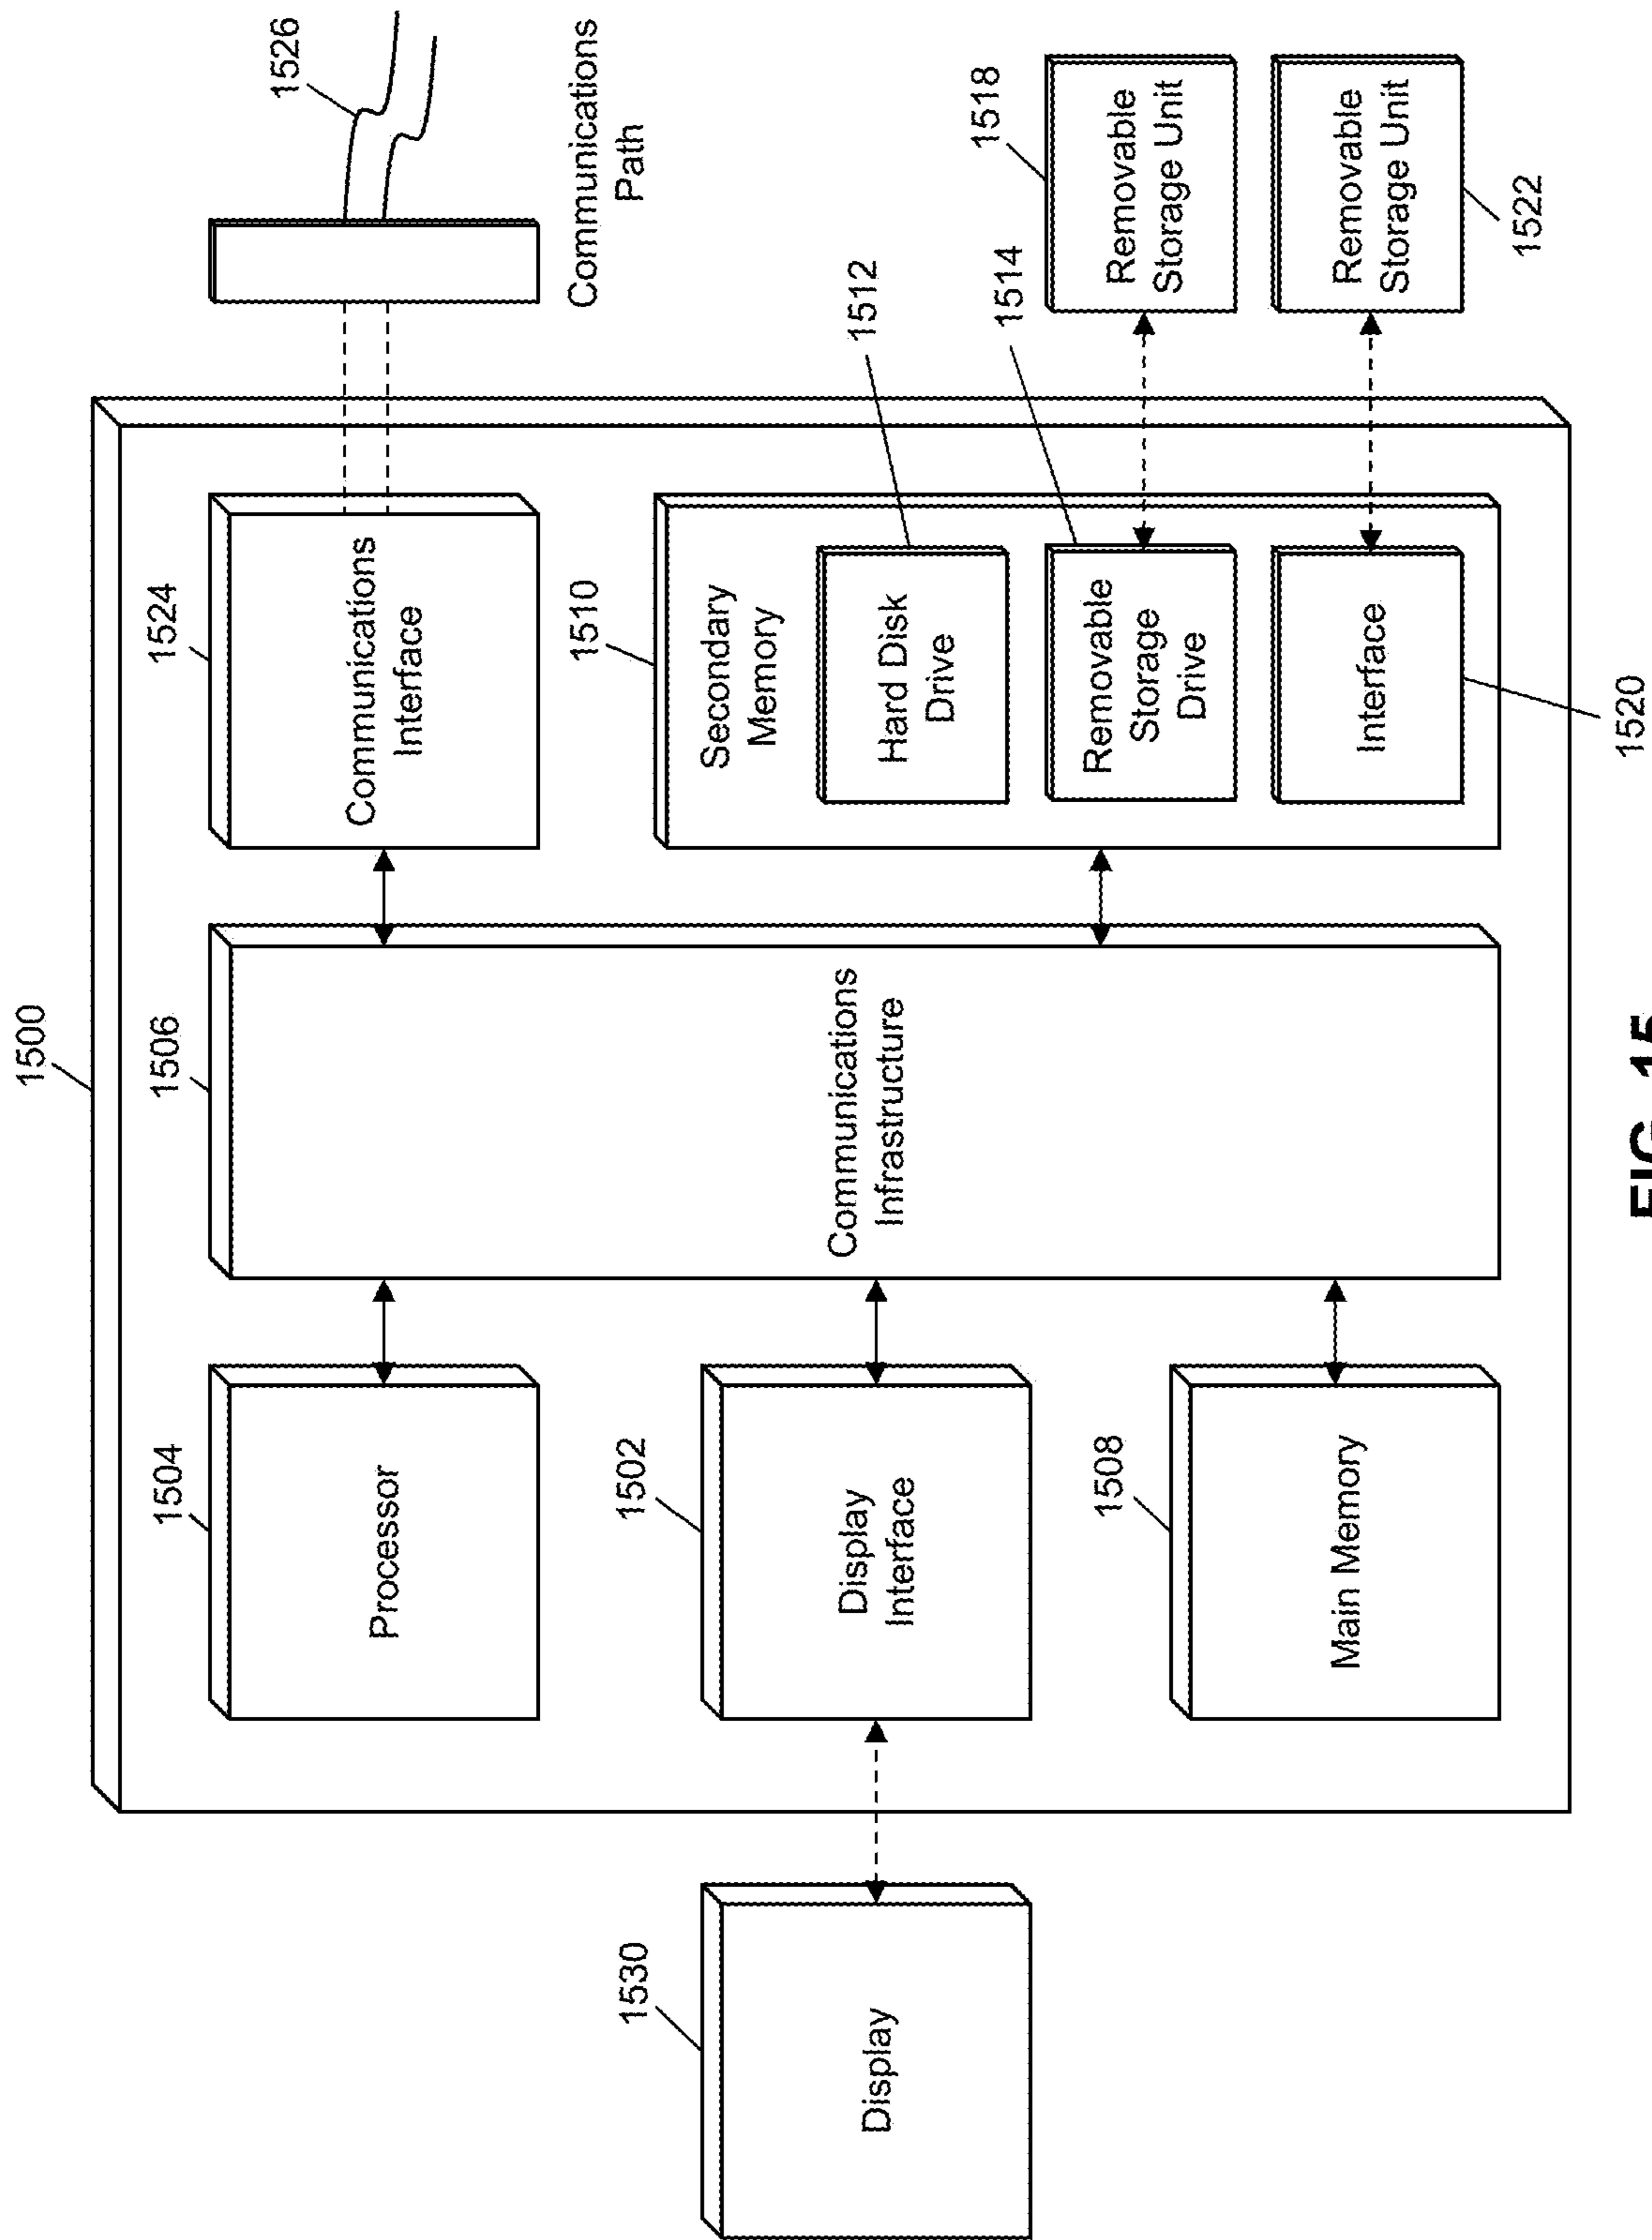 1500
1504
Processor
1506
Communications
Infrastructure
1524
Communications
Interface
1526
Communications
Path
1530
Display
1502
Display
Interface
1508
Main Memory
1510
Secondary
Memory
1512
Hard Disk
Drive
1514
Removable
Storage
Drive
1518
Removable
Storage Unit
Interface
1520
Removable
Storage Unit
1522
FIG. 15